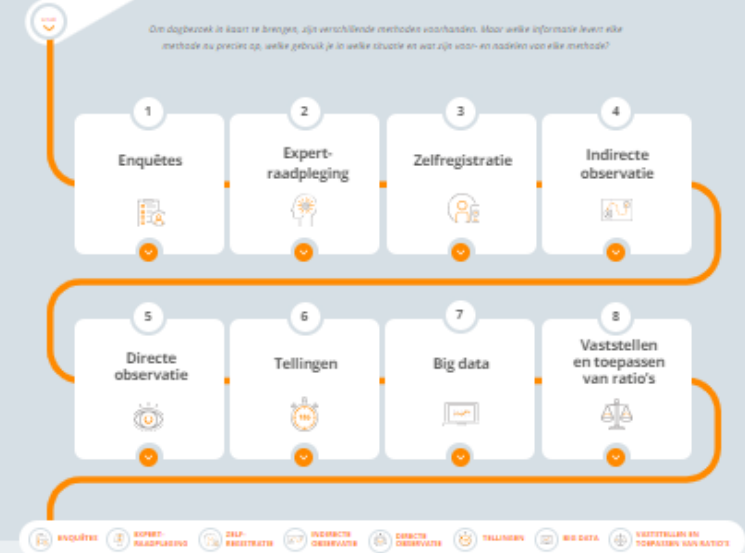 Om dagbezoek in kaart te brengen, zijn verschillende methoden voorhanden. Maar welke informatie levert elke
methode nu precies op, welke gebruik je in welke situatie en wat zijn voor- en nadelen van elke methode?
1
Enquêtes
2
Expert-
raadpleging
3
Zelfregistratie
4
Indirecte
observatie
5
Directe
observatie
6
Tellingen
7
Big data
8
Vaststellen
en toepassen
van ratio's
ENQUÊTES
EXPERT-
RAADPLEGING
ZELF-
REGISTRATIE
INDIRECTE
OBSERVATIE
DIRECTE
OBSERVATIE
TELLINGEN
BIG DATA
VASTSTELLEN EN
TOEPASSEN VAN RATIO'S